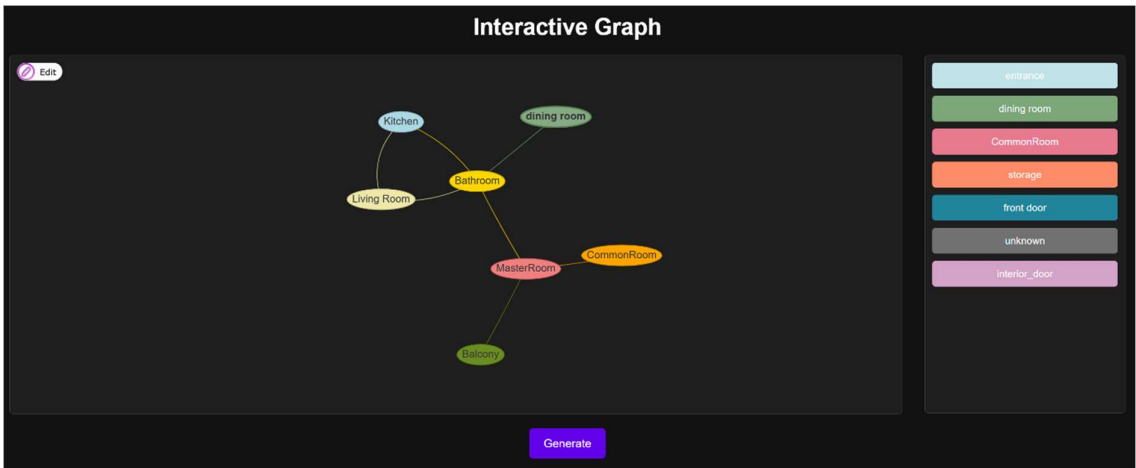 Interactive Graph
Edit
Kitchen
dining room
Bathroom
Living Room
CommonRoom
MasterRoom
Balcony
entrance
dining room
CommonRoom
storage
front door
unknown
interior_door
Generate